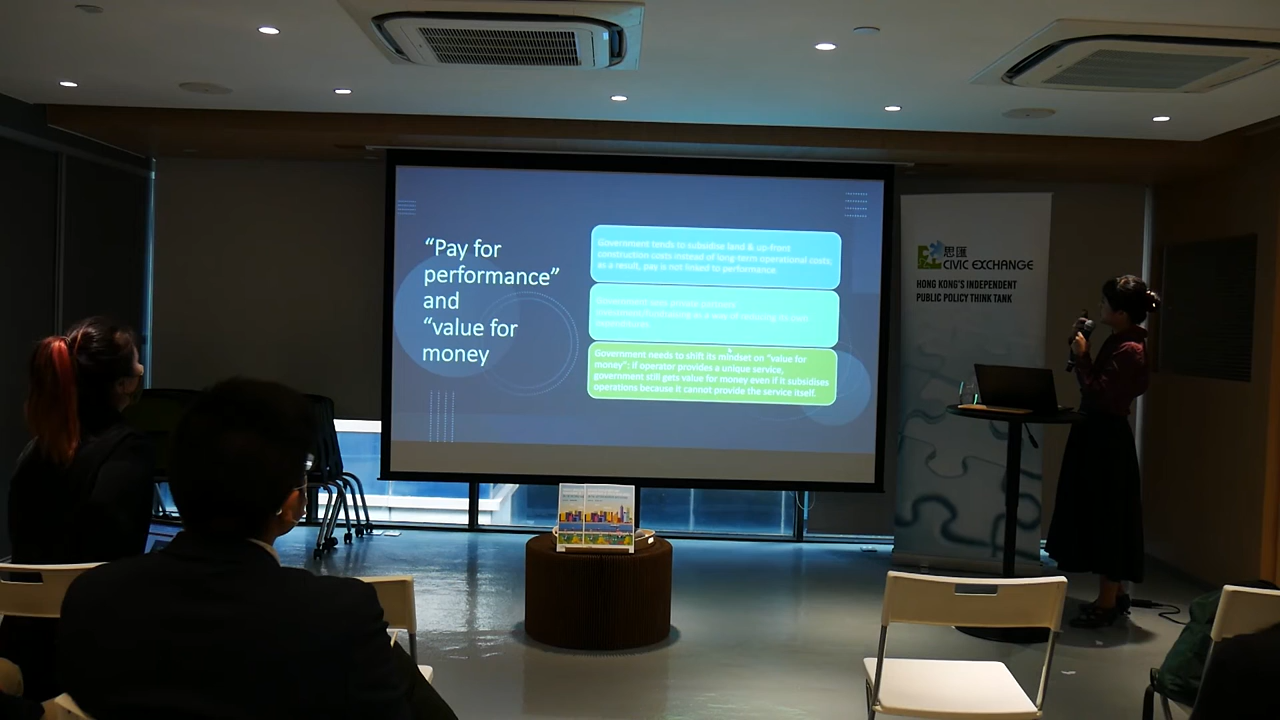 “Pay for
performance”
and
“value for
money
Government tends to subsidise land & up-front
construction costs instead of long-term operational costs;
as a result, pay is not linked to performance.
Government needs to shift its mindset on “value for
money”: if operator provides a unique service,
government still gets value for money even if it subsidises
operations because it cannot provide the service itself.
思匯
CIVIC EXCHANGE
HONG KONG'S INDEPENDENT
PUBLIC POLICY THINK TANK